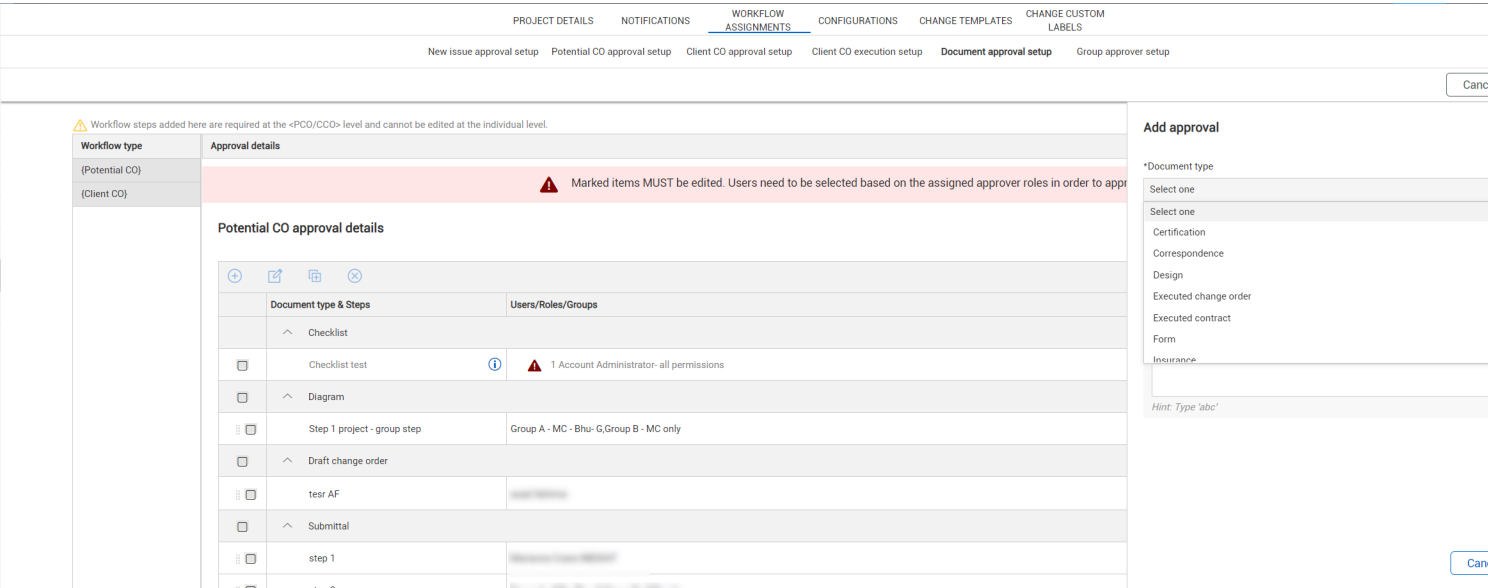 PROJECT DETAILS
NOTIFICATIONS
WORKFLOW
ASSIGNMENTS
CONFIGURATIONS
CHANGE TEMPLATES
CHANGE CUSTOM
LABELS
New issue approval setup
Potential CO approval setup
Client CO approval setup
Client CO execution setup
Document approval setup
Group approver setup
Workflow steps added here are required at the <PCO/CCO> level and cannot be edited at the individual level.
Workflow type
Approval details
{Potential CO}
{Client CO}
Marked items MUST be edited. Users need to be selected based on the assigned approver roles in order to appr
Potential CO approval details
Document type & Steps
Users/Roles/Groups
Checklist
Checklist test
1 Account Administrator- all permissions
Diagram
Step 1 project - group step
Group A - MC - Bhu- G,Group B - MC only
Draft change order
tesr AF
Submittal
step 1
Canc
Add approval
*Document type
Select one
Select one
Certification
Correspondence
Design
Executed change order
Executed contract
Form
Insurance
Hint: Type 'abc'
Canc